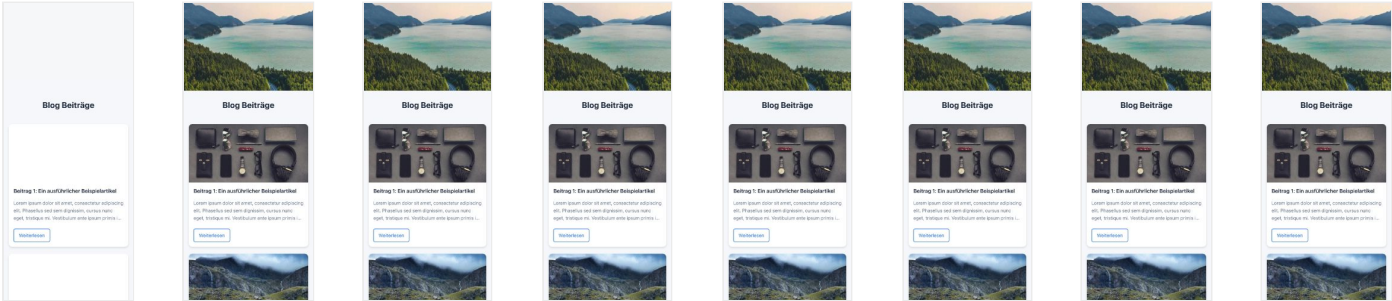 Blog Beiträge
Beitrag 1: Ein ausführlicher Beispielartikel
Lorem ipsum dolor sit amet, consectetur adipiscing
elit. Phasellus sed sem dignissim, cursus nunc
eget, tristique mi. Vestibulum ante ipsum primis i...
Weiterlesen
Blog Beiträge
Beitrag 1: Ein ausführlicher Beispielartikel
Lorem ipsum dolor sit amet, consectetur adipiscing
elit. Phasellus sed sem dignissim, cursus nunc
eget, tristique mi. Vestibulum ante ipsum primis i...
Weiterlesen
Blog Beiträge
Beitrag 1: Ein ausführlicher Beispielartikel
Lorem ipsum dolor sit amet, consectetur adipiscing
elit. Phasellus sed sem dignissim, cursus nunc
eget, tristique mi. Vestibulum ante ipsum primis i...
Weiterlesen
Blog Beiträge
Beitrag 1: Ein ausführlicher Beispielartikel
Lorem ipsum dolor sit amet, consectetur adipiscing
elit. Phasellus sed sem dignissim, cursus nunc
eget, tristique mi. Vestibulum ante ipsum primis i...
Weiterlesen
Blog Beiträge
Beitrag 1: Ein ausführlicher Beispielartikel
Lorem ipsum dolor sit amet, consectetur adipiscing
elit. Phasellus sed sem dignissim, cursus nunc
eget, tristique mi. Vestibulum ante ipsum primis i...
Weiterlesen
Blog Beiträge
Beitrag 1: Ein ausführlicher Beispielartikel
Lorem ipsum dolor sit amet, consectetur adipiscing
elit. Phasellus sed sem dignissim, cursus nunc
eget, tristique mi. Vestibulum ante ipsum primis i...
Weiterlesen
Blog Beiträge
Beitrag 1: Ein ausführlicher Beispielartikel
Lorem ipsum dolor sit amet, consectetur adipiscing
elit. Phasellus sed sem dignissim, cursus nunc
eget, tristique mi. Vestibulum ante ipsum primis i...
Weiterlesen
Blog Beiträge
Beitrag 1: Ein ausführlicher Beispielartikel
Lorem ipsum dolor sit amet, consectetur adipiscing
elit. Phasellus sed sem dignissim, cursus nunc
eget, tristique mi. Vestibulum ante ipsum primis i...
Weiterlesen